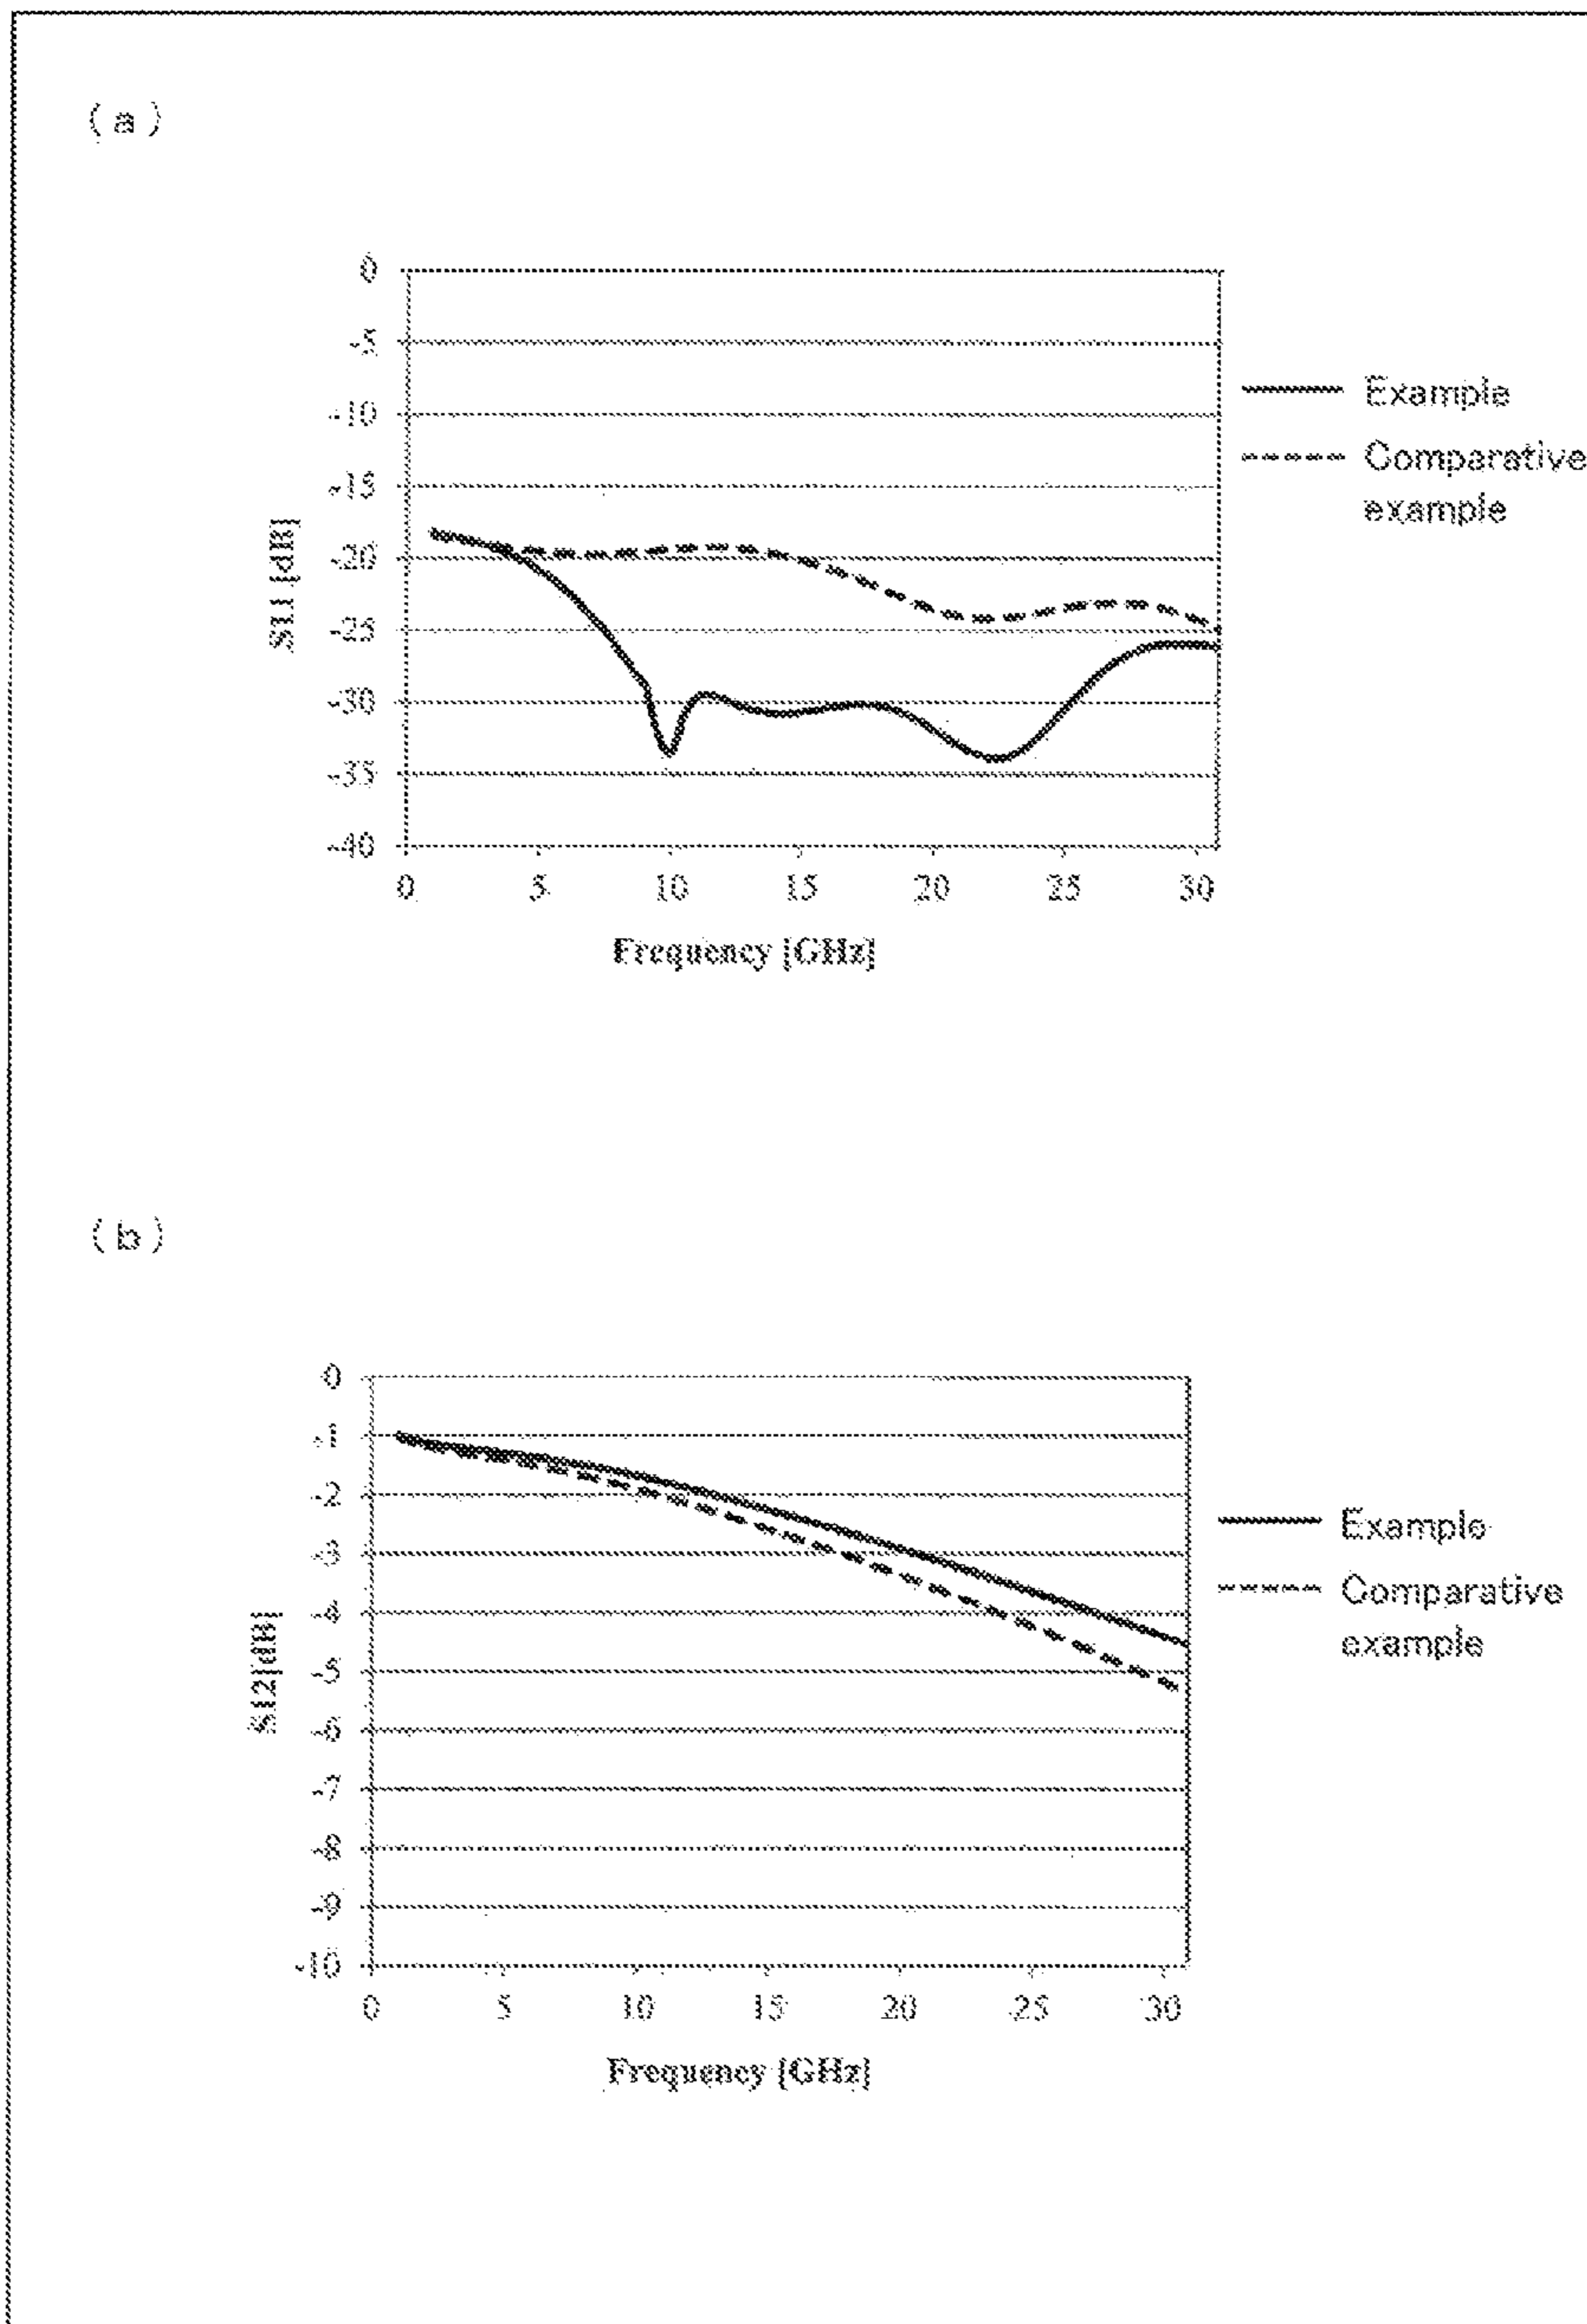 (a)
0
-5
-10
-15
-20
-25
-30
-35
-40
S11 [dB]
0 5 10 15 20 25 30
Frequency [GHz]
Example
Comparative
example
(b)
0
-1
-2
-3
-4
-5
-6
-7
-8
-9
-10
S12[dB]
0 5 10 15 20 25 30
Frequency [GHz]
Example
Comparative
example